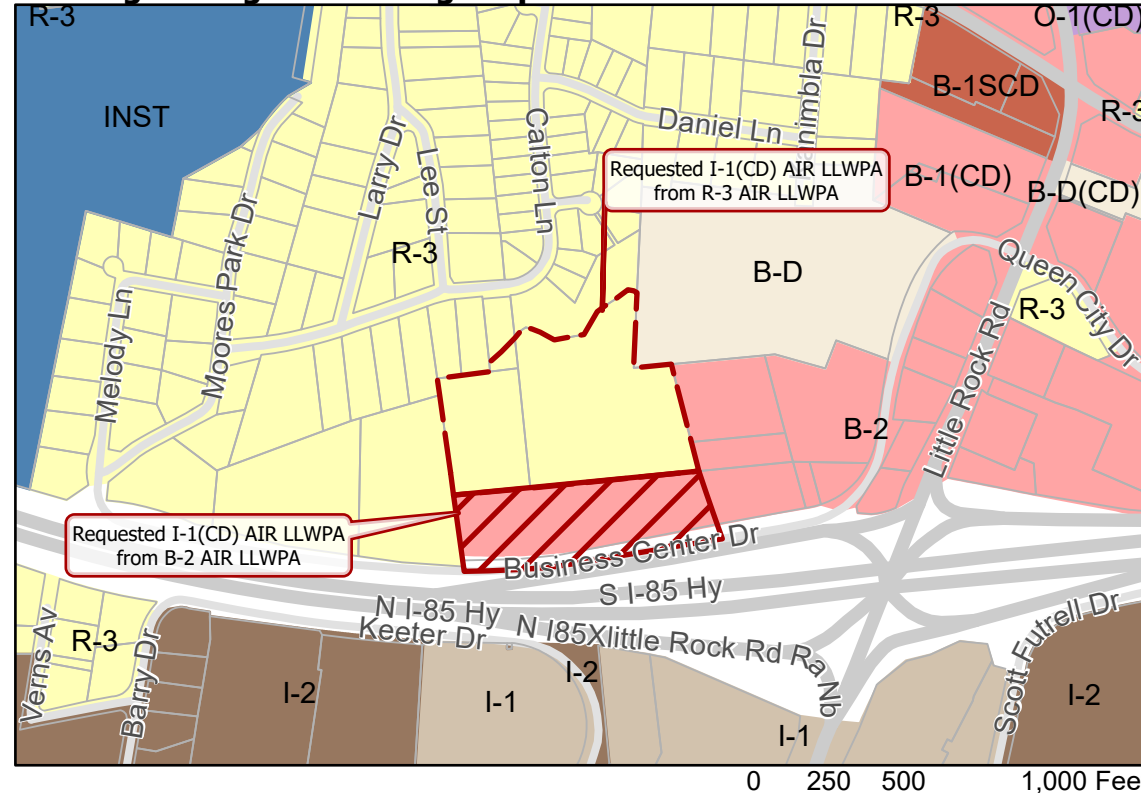 R-3
R-3
O-1(CD)
INST
B-1SCD
R-3
Daniel Ln
Larry Dr
Lee St
Calton Ln
Requested I-1(CD) AIR LLWPA
from R-3 AIR LLWPA
B-1(CD)
B-D(CD)
Moores Park Dr
R-3
B-D
Queen City Dr
R-3
Melody Ln
Little Rock Rd
B-2
Requested I-1(CD) AIR LLWPA
from B-2 AIR LLWPA
Business Center Dr
S I-85 Hy
N I-85 Hy
Keeter Dr
N I85Xlittle Rock Rd Ra Nb
Scott Futrell Dr
Verns Av
R-3
Barry Dr
I-2
I-1
I-2
I-1
I-2
0 250 500 1,000 Fee